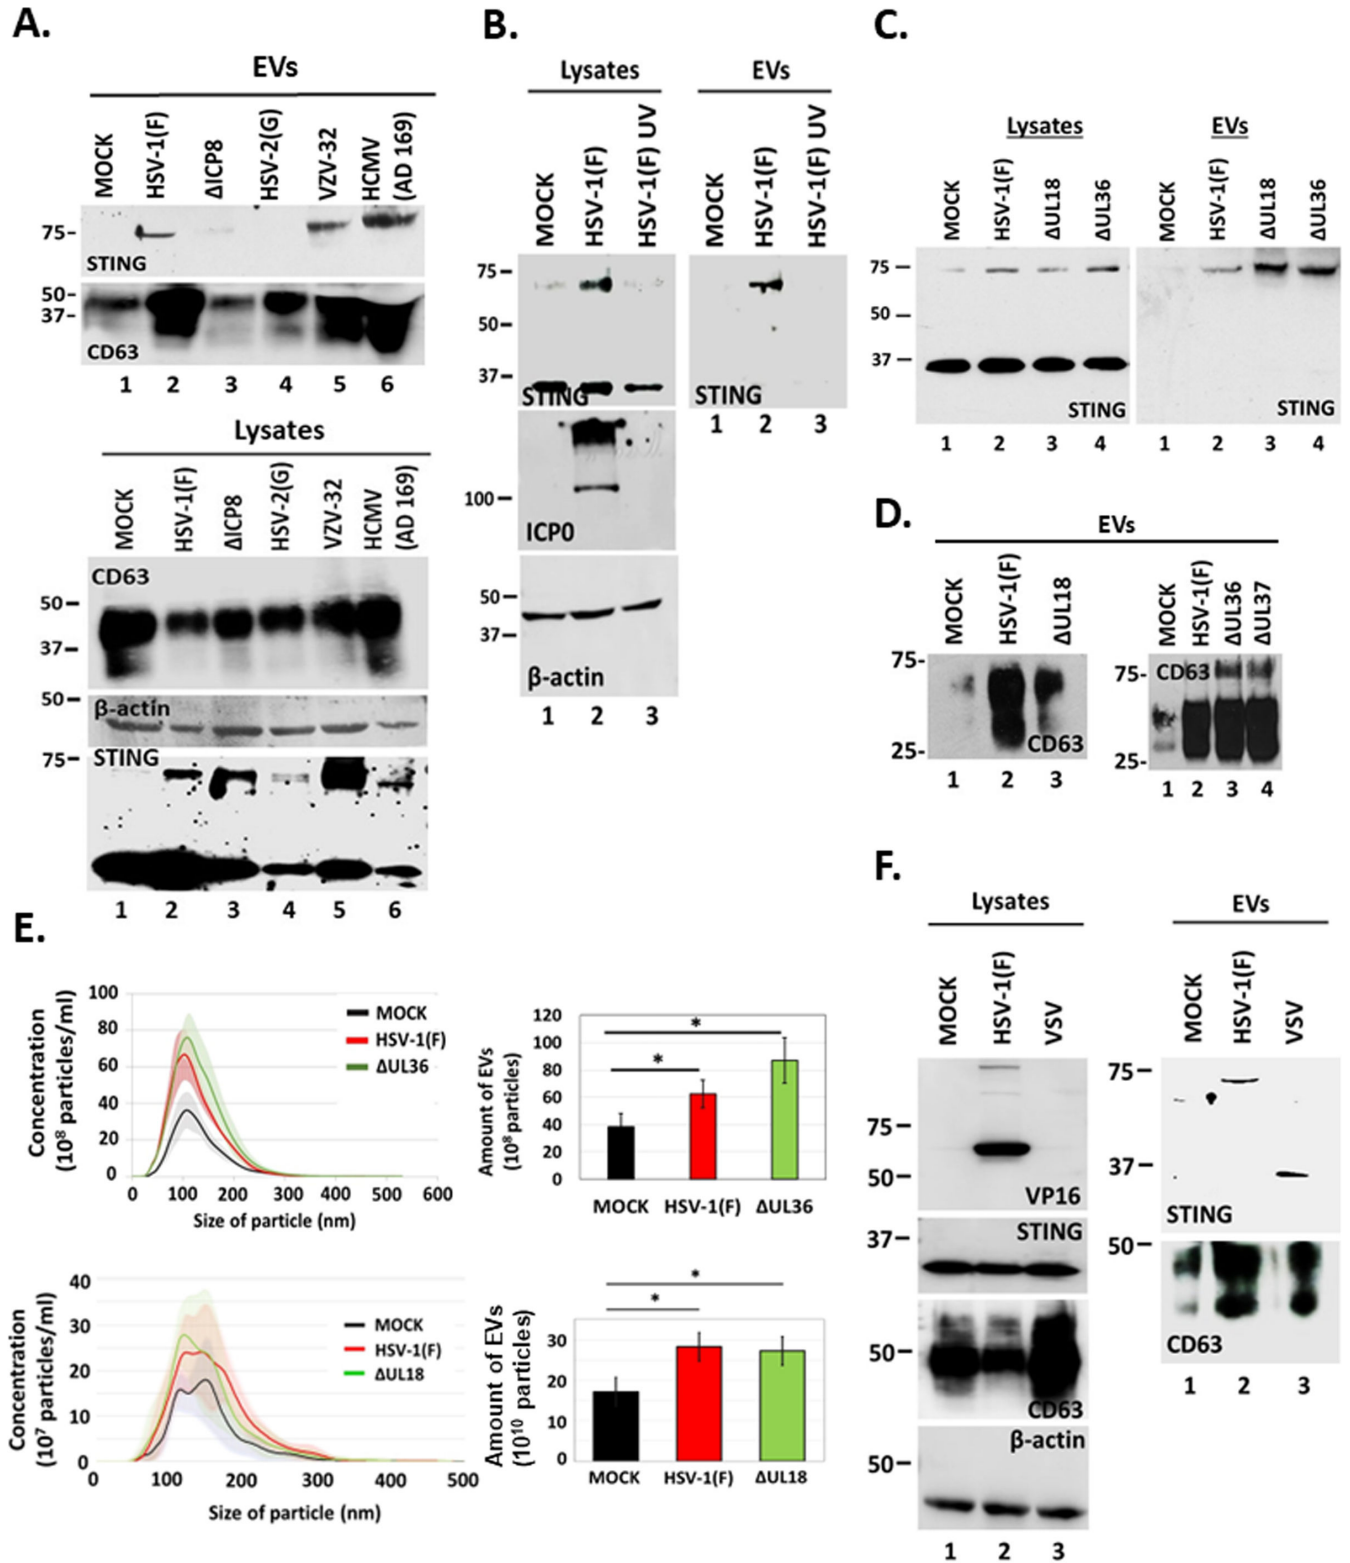 A.
EVs
MOCK
HSV-1(F)
ΔICP8
HSV-2(G)
VZV-32
HCMV
(AD 169)
75-
STING
50-
37-
CD63
1 2 3 4 5 6
Lysates
MOCK
HSV-1(F)
ΔICP8
HSV-2(G)
VZV-32
HCMV
(AD 169)
CD63
50-
37-
50-
β-actin
75-
STING
1 2 3 4 5 6
B.
Lysates
EVs
MOCK
HSV-1(F)
HSV-1(F) UV
MOCK
HSV-1(F)
HSV-1(F) UV
75-
50-
37-
STING
STING
1 2 3
100-
ICP0
50-
37-
β-actin
1 2 3
C.
Lysates
EVs
MOCK
HSV-1(F)
ΔUL18
ΔUL36
MOCK
HSV-1(F)
ΔUL18
ΔUL36
75-
50-
37-
STING
STING
1 2 3 4
1 2 3 4
D.
EVs
MOCK
HSV-1(F)
ΔUL18
MOCK
HSV-1(F)
ΔUL36
ΔUL37
75-
25-
CD63
1 2 3
75-
CD63
25-
1 2 3 4
E.
Concentration
(10⁸ particles/ml)
100
80
60
40
20
0
0 100 200 300 400 500 600
Size of particle (nm)
MOCK
HSV-1(F)
ΔUL36
Amount of EVs
(10⁸ particles)
120
100
80
60
40
20
0
*
*
MOCK HSV-1(F) ΔUL36
Concentration
(10⁷ particles/ml)
40
30
20
10
0
0 100 200 300 400 500
Size of particle (nm)
MOCK
HSV-1(F)
ΔUL18
Amount of EVs
(10¹⁰ particles)
30
20
10
0
*
*
MOCK HSV-1(F) ΔUL18
F.
Lysates
EVs
MOCK
HSV-1(F)
VSV
MOCK
HSV-1(F)
VSV
75-
50-
VP16
37-
STING
50-
CD63
β-actin
50-
1 2 3
75-
37-
STING
50-
CD63
1 2 3